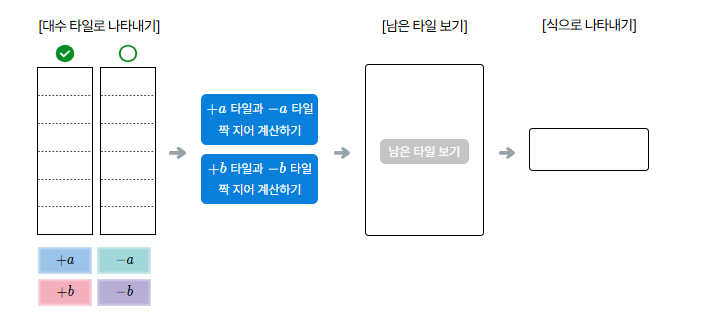 [대수 타일로 나타내기]
[남은 타일 보기]
[식으로 나타내기]
+a 타일과 −a 타일
짝 지어 계산하기
+b 타일과 −b 타일
짝 지어 계산하기
남은 타일 보기
+a
−a
+b
−b